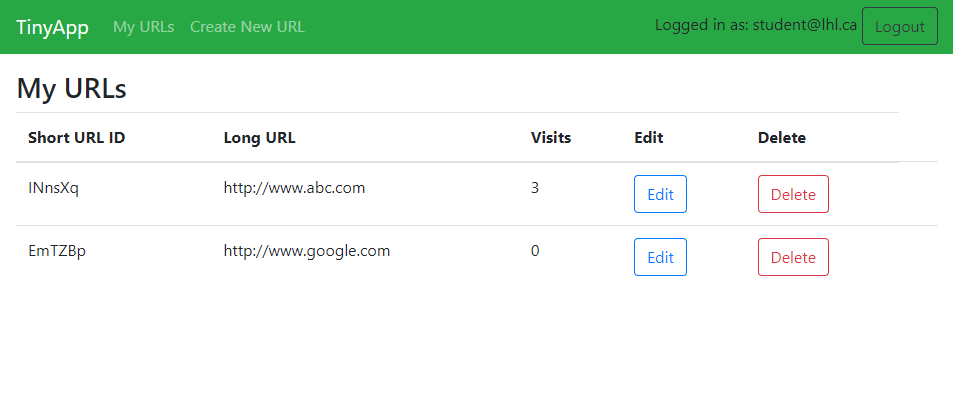 TinyApp My URLs Create New URL Logged in as: student@lhl.ca Logout
My URLs
Short URL ID Long URL Visits Edit Delete
INnsXq http://www.abc.com 3 Edit Delete
EmTZBp http://www.google.com 0 Edit Delete